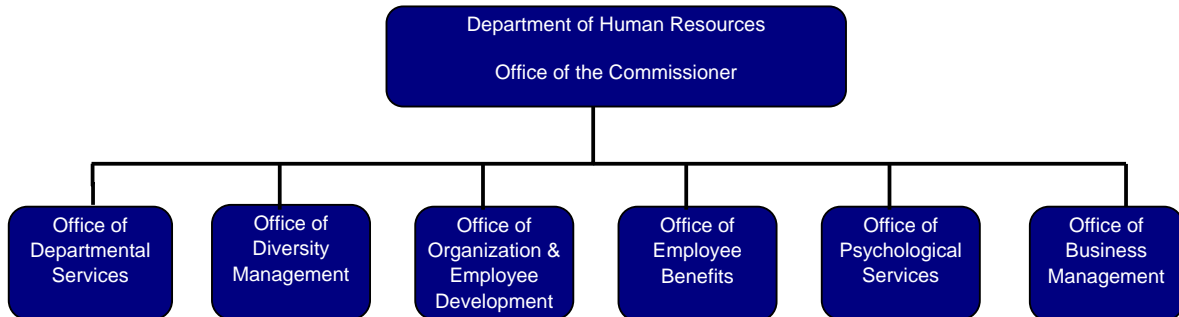 Department of Human Resources
Office of the Commissioner
Office of
Departmental
Services
Office of
Diversity
Management
Office of
Organization &
Employee
Development
Office of
Employee
Benefits
Office of
Psychological
Services
Office of
Business
Management